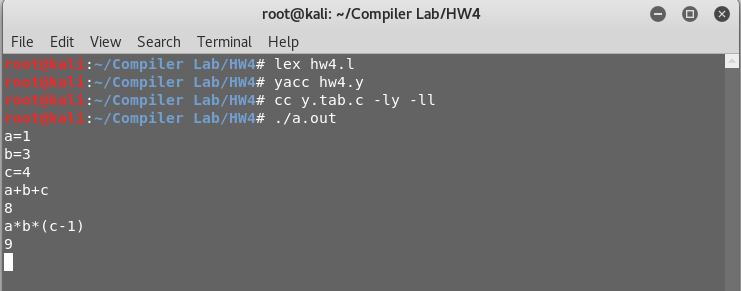 root@kali: ~/Compiler Lab/HW4
File Edit View Search Terminal Help
root@kali:~/Compiler Lab/HW4# lex hw4.l
root@kali:~/Compiler Lab/HW4# yacc hw4.y
root@kali:~/Compiler Lab/HW4# cc y.tab.c -ly -ll
root@kali:~/Compiler Lab/HW4# ./a.out
a=1
b=3
c=4
a+b+c
8
a*b*(c-1)
9